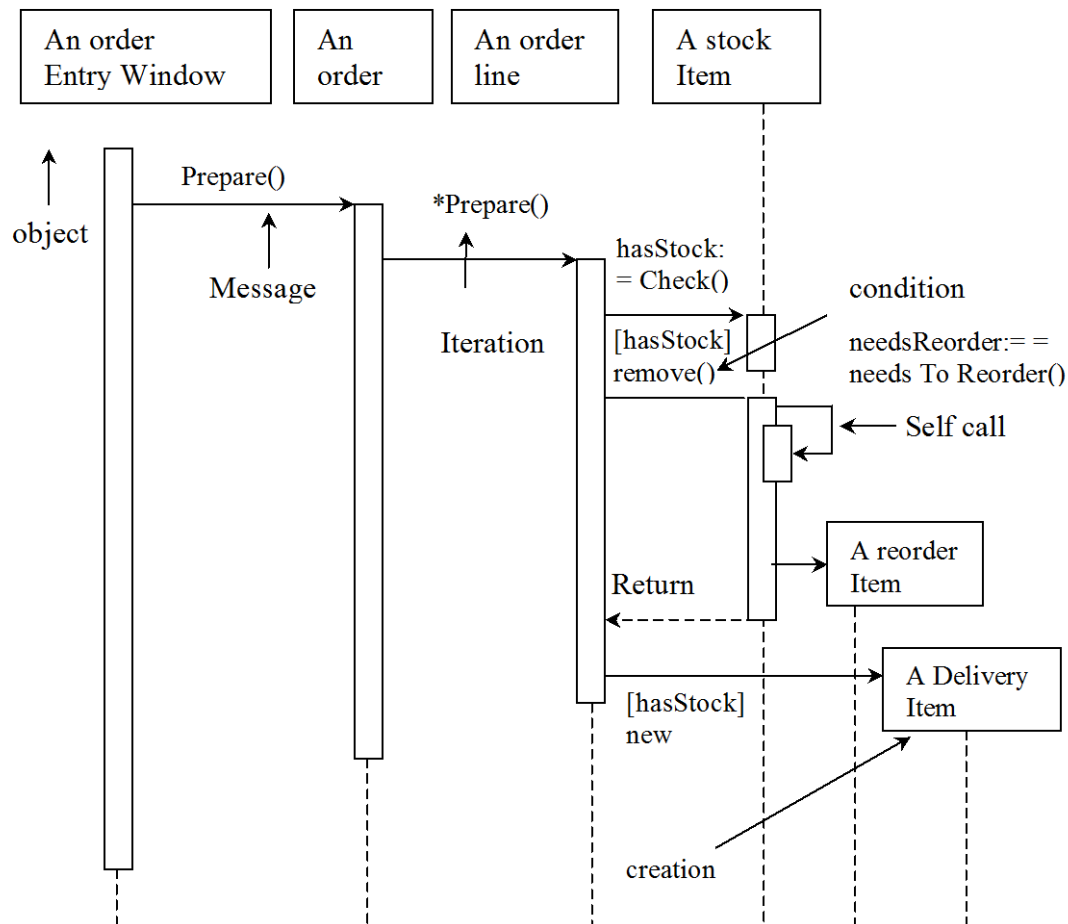 An order
Entry Window
An
order
An order
line
A stock
Item
Prepare()
*Prepare()
object
Message
Iteration
hasStock:
= Check()
condition
[hasStock]
remove()
needsReorder:= =
needs To Reorder()
Self call
A reorder
Item
Return
A Delivery
Item
[hasStock]
new
creation